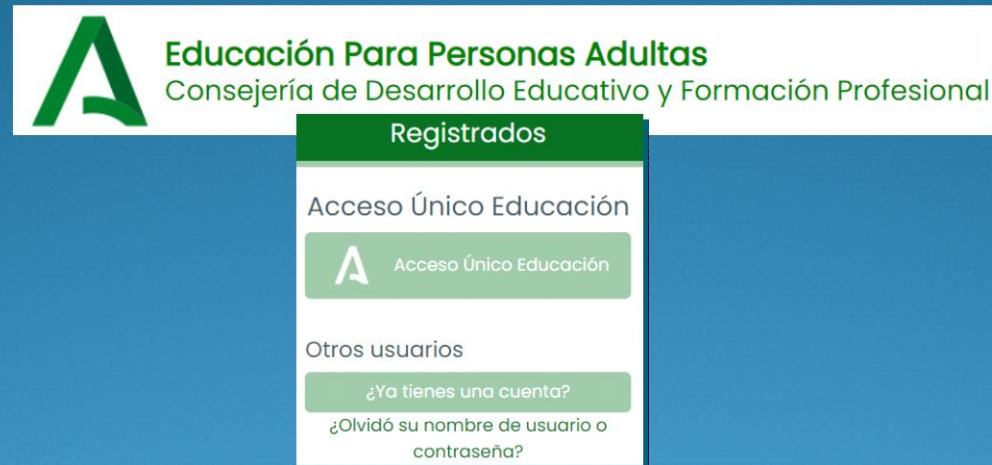 Educación Para Personas Adultas
Consejería de Desarrollo Educativo y Formación Profesional
Registrados
Acceso Único Educación
Acceso Único Educación
Otros usuarios
¿Ya tienes una cuenta?
¿Olvidó su nombre de usuario o
contraseña?